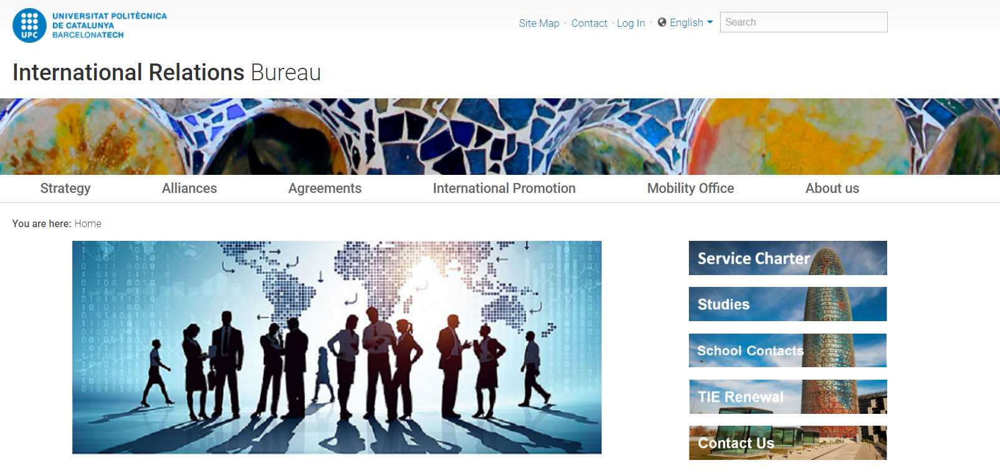 UNIVERSITAT POLITÈCNICA
DE CATALUNYA
BARCELONATECH
UPC
Site Map · Contact · Log In · English
Search
International Relations Bureau
Strategy Alliances Agreements International Promotion Mobility Office About us
You are here: Home
Service Charter
Studies
School Contacts
TIE Renewal
Contact Us